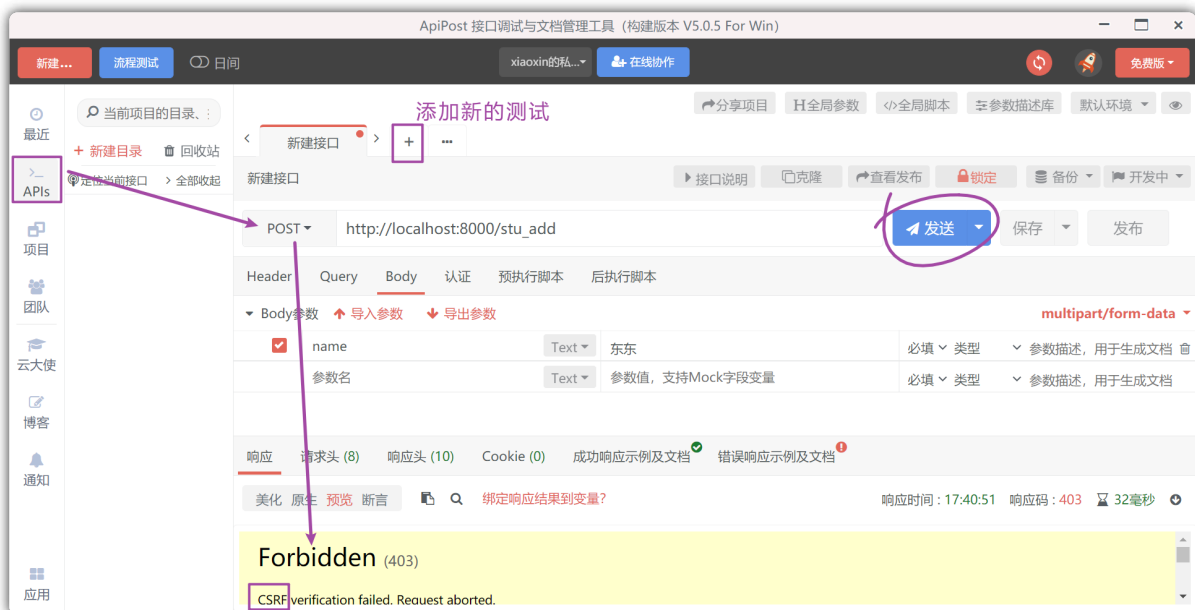 ApiPost 接口调试与文档管理工具（构建版本 V5.0.5 For Win）
新建... 流程测试 日间 xiaoxin的私... 在线协作 免费版
添加新的测试
分享项目 H全局参数 </>全局脚本 参数描述库 默认环境
最近 当前项目的目录、
新建接口 + ...
+ 新建目录 回收站
APIs 定位当前接口 > 全部收起
新建接口 接口说明 克隆 查看发布 锁定 备份 开发中
POST http://localhost:8000/stu_add 发送 保存 发布
项目
Header Query Body 认证 预执行脚本 后执行脚本
团队
Body参数 导入参数 导出参数 multipart/form-data
name Text 东东 必填 类型 参数描述，用于生成文档
云大使
参数名 Text 参数值，支持Mock字段变量 必填 类型 参数描述，用于生成文档
博客
响应 请求头 (8) 响应头 (10) Cookie (0) 成功响应示例及文档 错误响应示例及文档
通知
美化 原生 预览 断言 绑定响应结果到变量? 响应时间 : 17:40:51 响应码 : 403 32毫秒
Forbidden (403)
应用
CSRF verification failed. Request aborted.